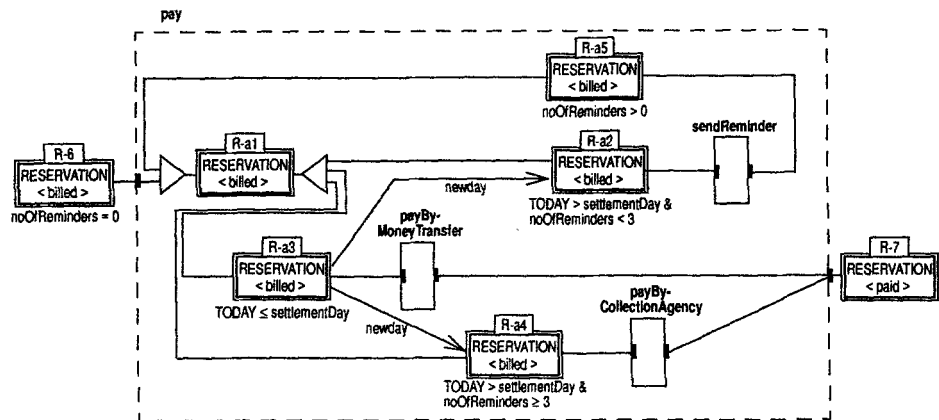 pay
R-a5
RESERVATION
< billed >
noOfReminders > 0
sendReminder
R-6
RESERVATION
< billed >
noOfReminders = 0
R-a1
RESERVATION
< billed >
R-a2
RESERVATION
< billed >
TODAY > settlementDay &
noOfReminders < 3
newday
payBy-
MoneyTransfer
R-a3
RESERVATION
< billed >
TODAY ≤ settlementDay
R-7
RESERVATION
< paid >
payBy-
CollectionAgency
newday
R-a4
RESERVATION
< billed >
TODAY > settlementDay &
noOfReminders ≥ 3